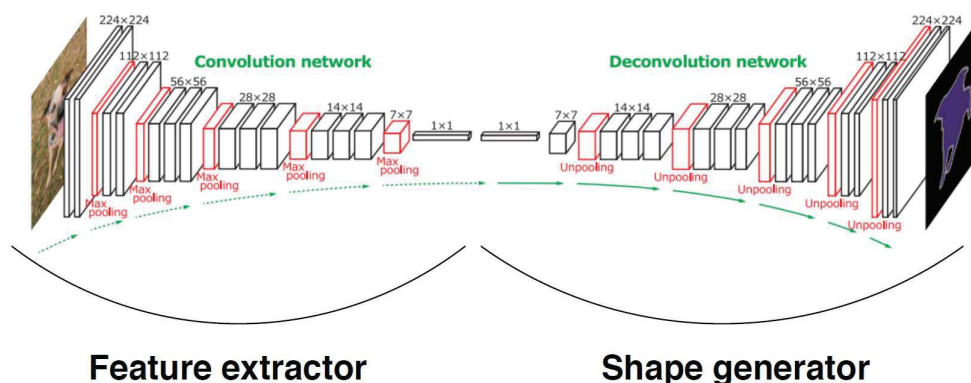 224×224
112×112
56×56
28×28
14×14
7×7
1×1
1×1
7×7
14×14
28×28
56×56
112×112
224×224
Convolution network
Deconvolution network
Max
pooling
Max
pooling
Max
pooling
Max
pooling
Max
pooling
Unpooling
Unpooling
Unpooling
Unpooling
Unpooling
Feature extractor
Shape generator